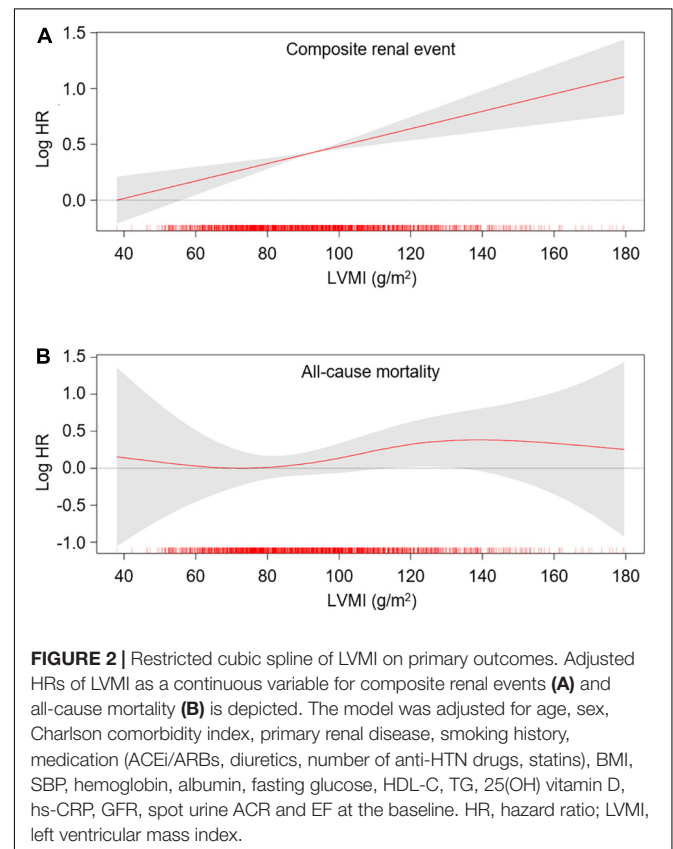 A
1.5
Composite renal event
1.0
0.5
0.0
Log HR
40 60 80 100 120 140 160 180
LVMI (g/m²)
B
1.5
All-cause mortality
1.0
0.5
0.0
-0.5
-1.0
Log HR
40 60 80 100 120 140 160 180
LVMI (g/m²)
FIGURE 2 | Restricted cubic spline of LVMI on primary outcomes. Adjusted
HRs of LVMI as a continuous variable for composite renal events (A) and
all-cause mortality (B) is depicted. The model was adjusted for age, sex,
Charlson comorbidity index, primary renal disease, smoking history,
medication (ACEi/ARBs, diuretics, number of anti-HTN drugs, statins), BMI,
SBP, hemoglobin, albumin, fasting glucose, HDL-C, TG, 25(OH) vitamin D,
hs-CRP, GFR, spot urine ACR and EF at the baseline. HR, hazard ratio; LVMI,
left ventricular mass index.